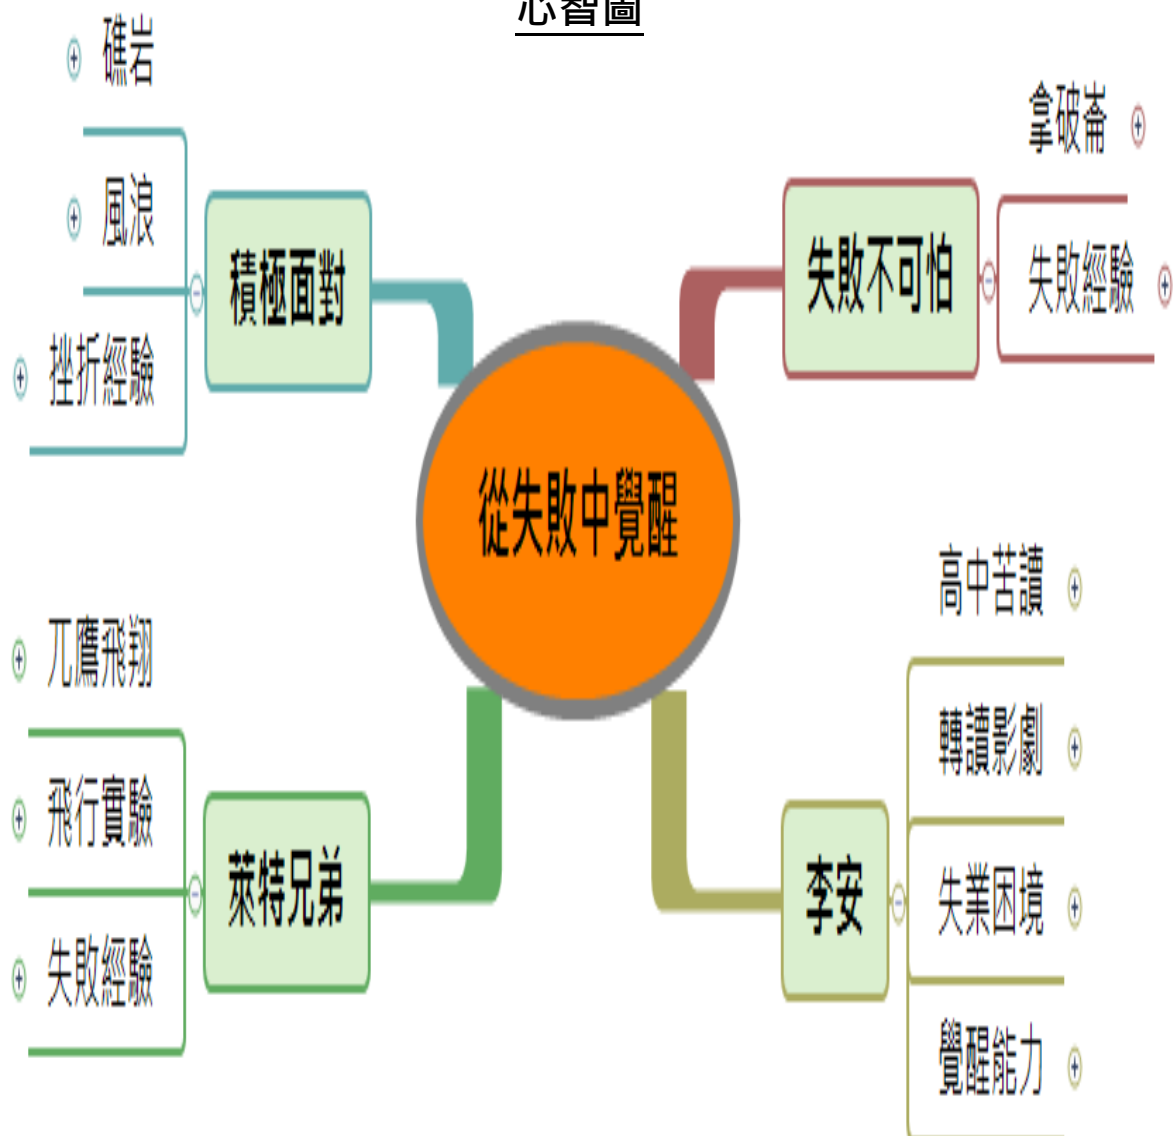 心智圖
礁岩
風浪
挫折經驗
積極面對
拿破崙
失敗經驗
失敗不可怕
從失敗中覺醒
兀鷹飛翔
飛行實驗
失敗經驗
萊特兄弟
高中苦讀
轉讀影劇
失業困境
覺醒能力
李安